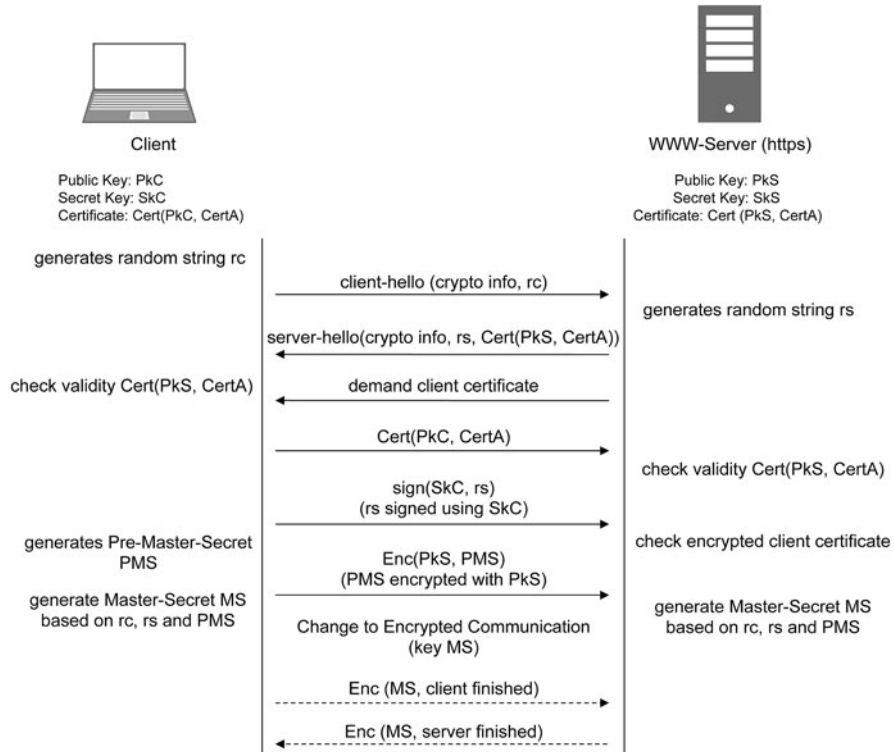 Client
WWW-Server (https)
Public Key: PkC
Secret Key: SkC
Certificate: Cert(PkC, CertA)
Public Key: PkS
Secret Key: SkS
Certificate: Cert (PkS, CertA)
generates random string rc
client-hello (crypto info, rc)
generates random string rs
server-hello(crypto info, rs, Cert(PkS, CertA))
check validity Cert(PkS, CertA)
demand client certificate
Cert(PkC, CertA)
check validity Cert(PkS, CertA)
sign(SkC, rs)
(rs signed using SkC)
generates Pre-Master-Secret
PMS
check encrypted client certificate
Enc(PkS, PMS)
(PMS encrypted with PkS)
generate Master-Secret MS
based on rc, rs and PMS
generate Master-Secret MS
based on rc, rs and PMS
Change to Encrypted Communication
(key MS)
Enc (MS, client finished)
Enc (MS, server finished)